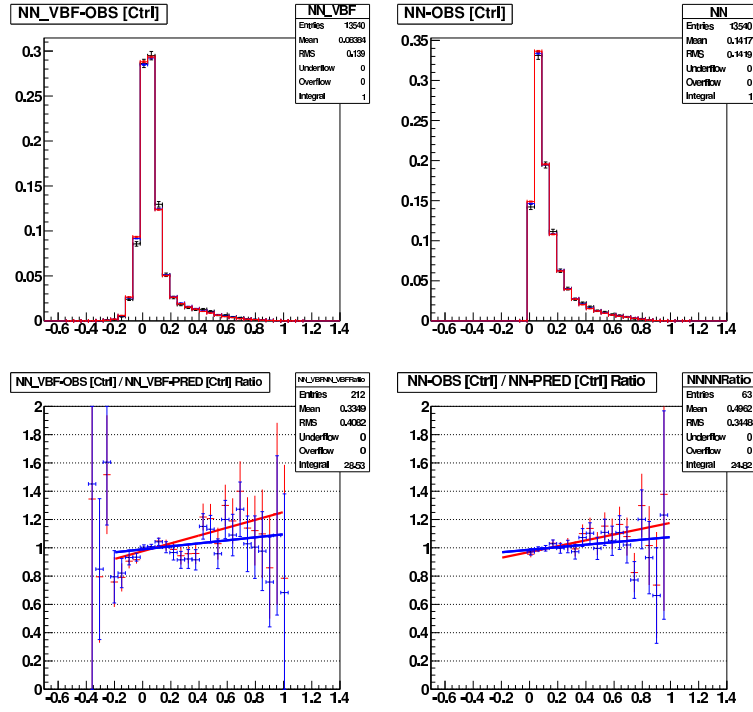 NN_VBF-OBS [Ctrl]
NN_VBF
Entries 13540
Mean 0.08384
RMS 0.139
Underflow 0
Overflow 0
Integral 1
0.3
0.25
0.2
0.15
0.1
0.05
0
-0.6 -0.4 -0.2 0 0.2 0.4 0.6 0.8 1 1.2 1.4
NN-OBS [Ctrl]
NN
Entries 13540
Mean 0.1417
RMS 0.1419
Underflow 0
Overflow 0
Integral 1
0.35
0.3
0.25
0.2
0.15
0.1
0.05
0
-0.6 -0.4 -0.2 0 0.2 0.4 0.6 0.8 1 1.2 1.4
NN_VBF-OBS [Ctrl] / NN_VBF-PRED [Ctrl] Ratio
NN_VBFNN_VBFRatio
Entries 212
Mean 0.3349
RMS 0.4082
Underflow 0
Overflow 0
Integral 28.53
2
1.8
1.6
1.4
1.2
1
0.8
0.6
0.4
0.2
0
-0.6 -0.4 -0.2 0 0.2 0.4 0.6 0.8 1 1.2 1.4
NN-OBS [Ctrl] / NN-PRED [Ctrl] Ratio
NNNNRatio
Entries 63
Mean 0.4962
RMS 0.3448
Underflow 0
Overflow 0
Integral 24.82
2
1.8
1.6
1.4
1.2
1
0.8
0.6
0.4
0.2
0
-0.6 -0.4 -0.2 0 0.2 0.4 0.6 0.8 1 1.2 1.4